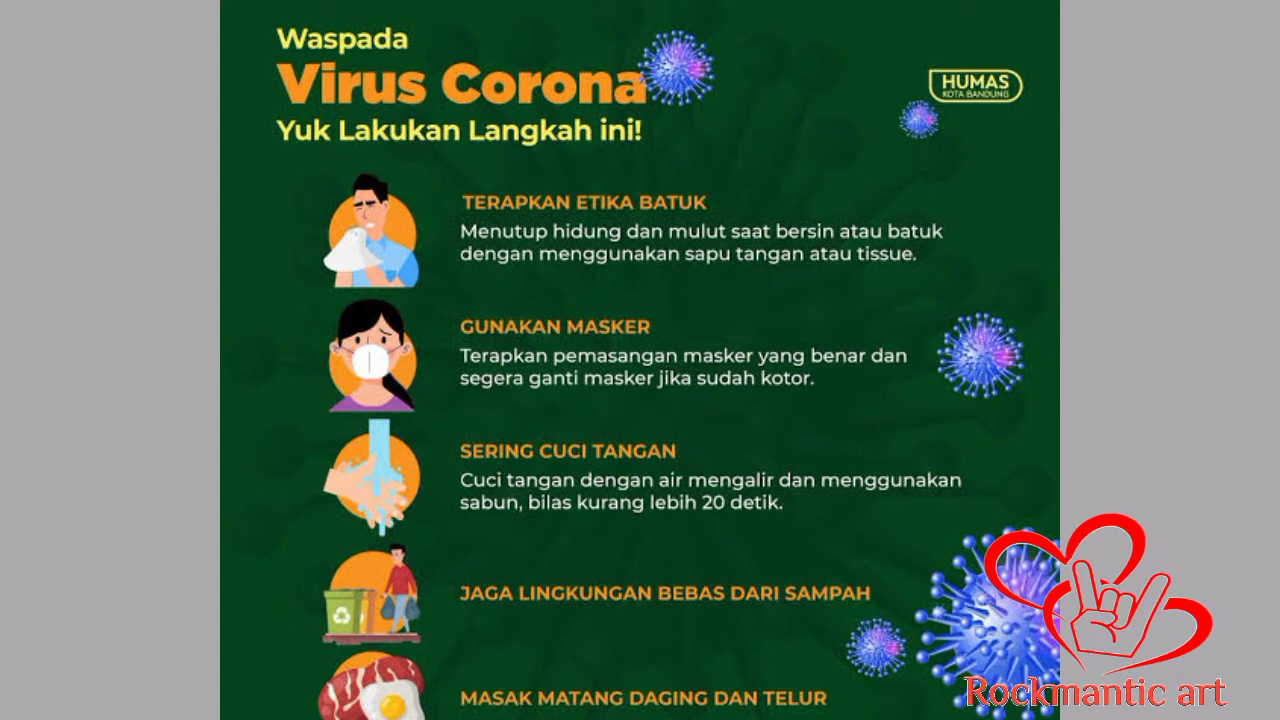 Waspada
Virus Corona
Yuk Lakukan Langkah ini!
HUMAS
KOTA BANDUNG
TERAPKAN ETIKA BATUK
Menutup hidung dan mulut saat bersin atau batuk
dengan menggunakan sapu tangan atau tissue.
GUNAKAN MASKER
Terapkan pemasangan masker yang benar dan
segera ganti masker jika sudah kotor.
SERING CUCI TANGAN
Cuci tangan dengan air mengalir dan menggunakan
sabun, bilas kurang lebih 20 detik.
JAGA LINGKUNGAN BEBAS DARI SAMPAH
MASAK MATANG DAGING DAN TELUR
Rockmantic art